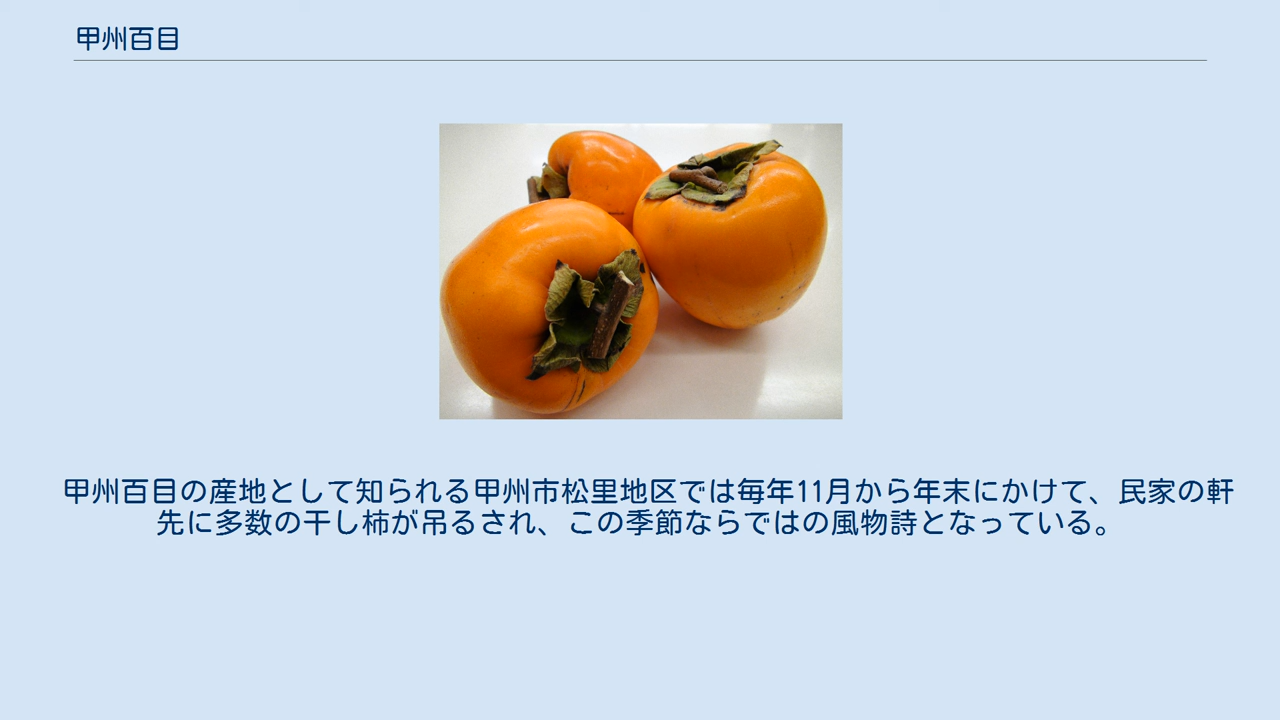 甲州百目
甲州百目の産地として知られる甲州市松里地区では毎年11月から年末にかけて、民家の軒
先に多数の干し柿が吊るされ、この季節ならではの風物詩となっている。